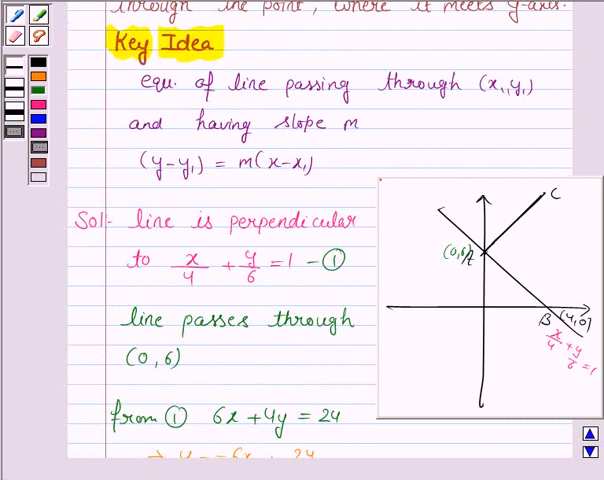 through the point, where it meets y-axis.
Key Idea
equ. of line passing through (x₁, y₁)
and having slope m
(y-y₁) = m(x-x₁)
Sol:- line is perpendicular
to x/4 + y/6 = 1 - ①
line passes through
(0, 6)
from ① 6x + 4y = 24
⇒ y = -6x + 24
C
(0,6) A
B (4,0)
x/4 + y/6 = 1